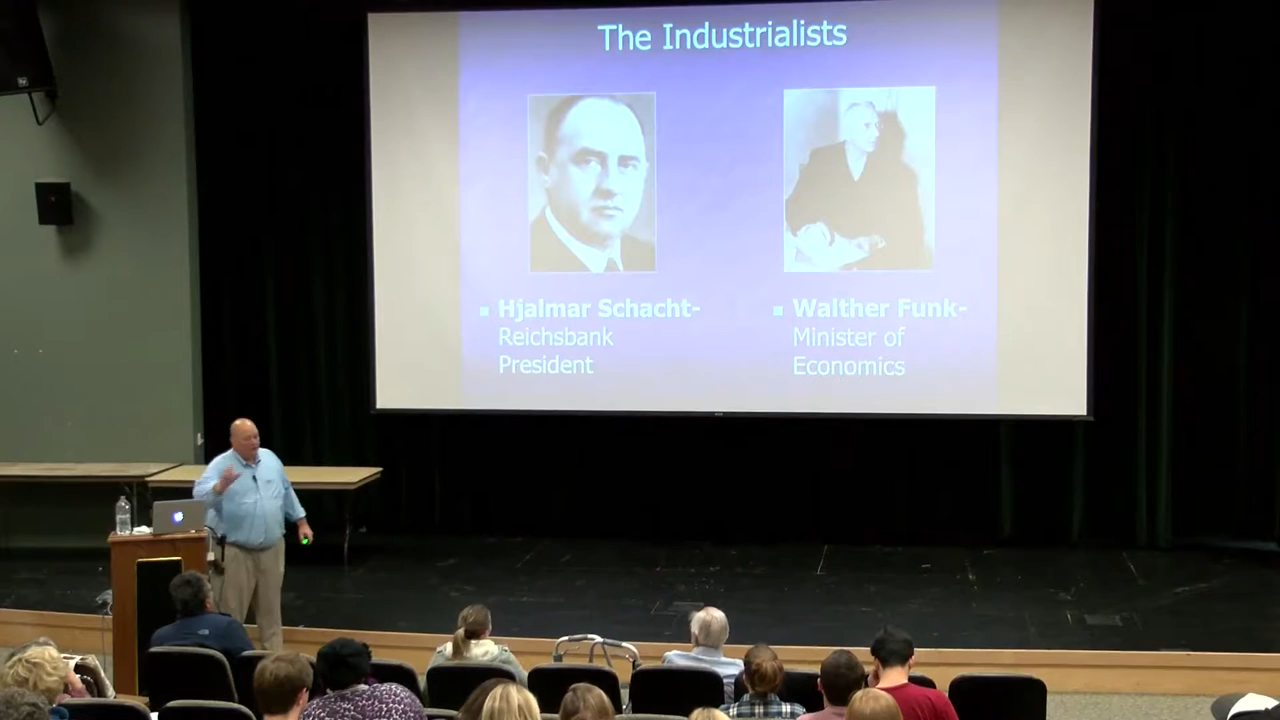 The Industrialists
Hjalmar Schacht-
Reichsbank
President
Walther Funk-
Minister of
Economics